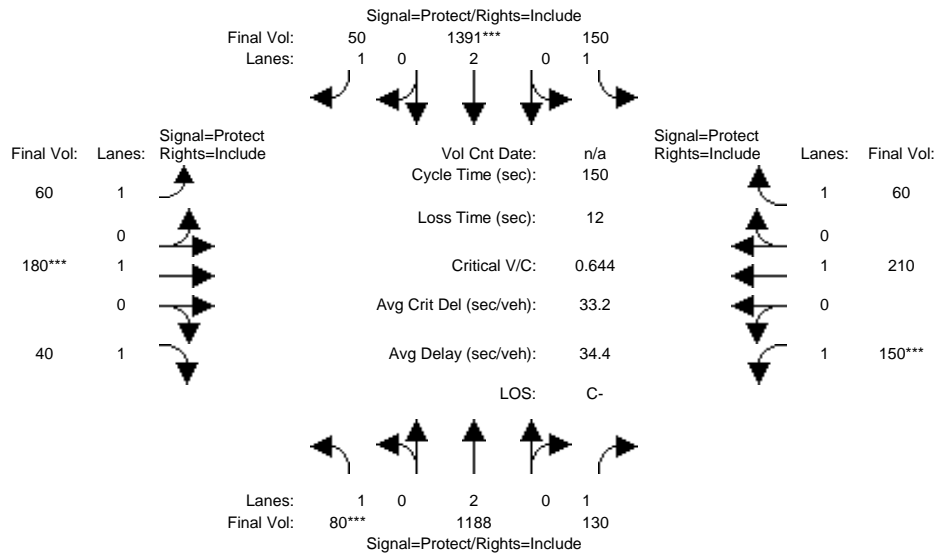 Signal=Protect/Rights=Include
Final Vol: 50 1391*** 150
Lanes: 1 0 2 0 1
Signal=Protect
Final Vol: Lanes: Rights=Include
Vol Cnt Date: n/a
Signal=Protect
Rights=Include Lanes: Final Vol:
Cycle Time (sec): 150
60 1
1 60
Loss Time (sec): 12
0
0
180*** 1
Critical V/C: 0.644
1 210
0
Avg Crit Del (sec/veh): 33.2
0
40 1
Avg Delay (sec/veh): 34.4
1 150***
LOS: C-
Lanes: 1 0 2 0 1
Final Vol: 80*** 1188 130
Signal=Protect/Rights=Include